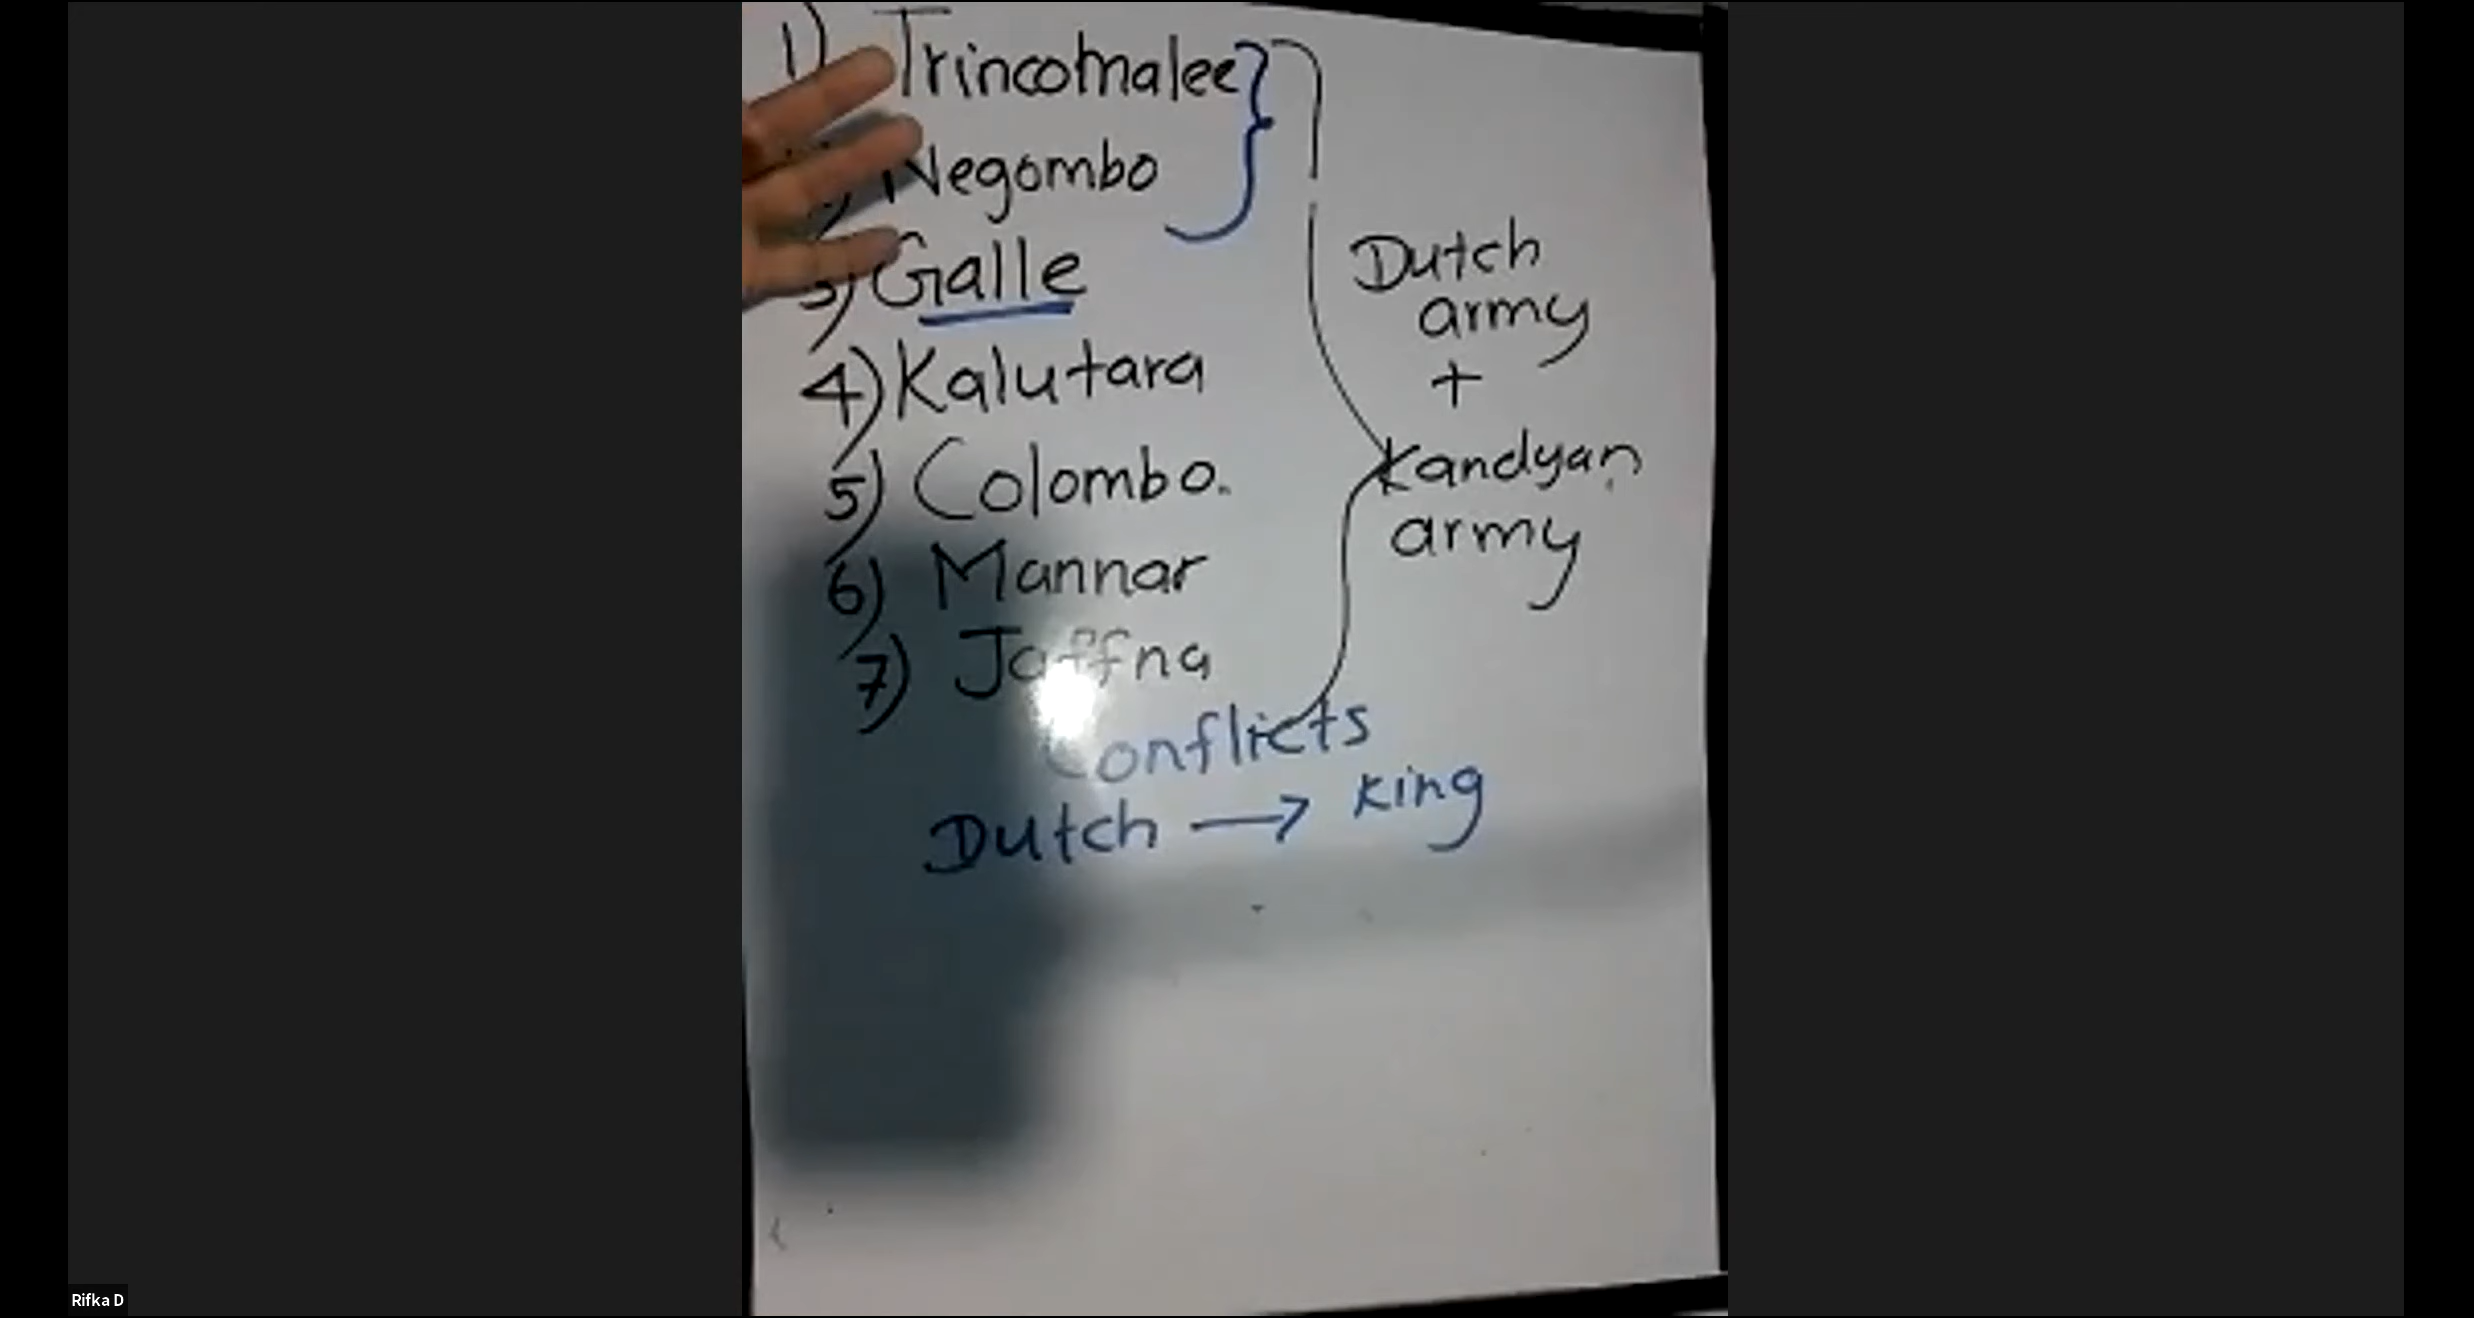 1) Trincomalee
Negombo
3) Galle
4) Kalutara
5) Colombo.
6) Mannar
7) Jaffna
Dutch
army
+
Kandyan
army
Conflicts
Dutch → King
Rifka D